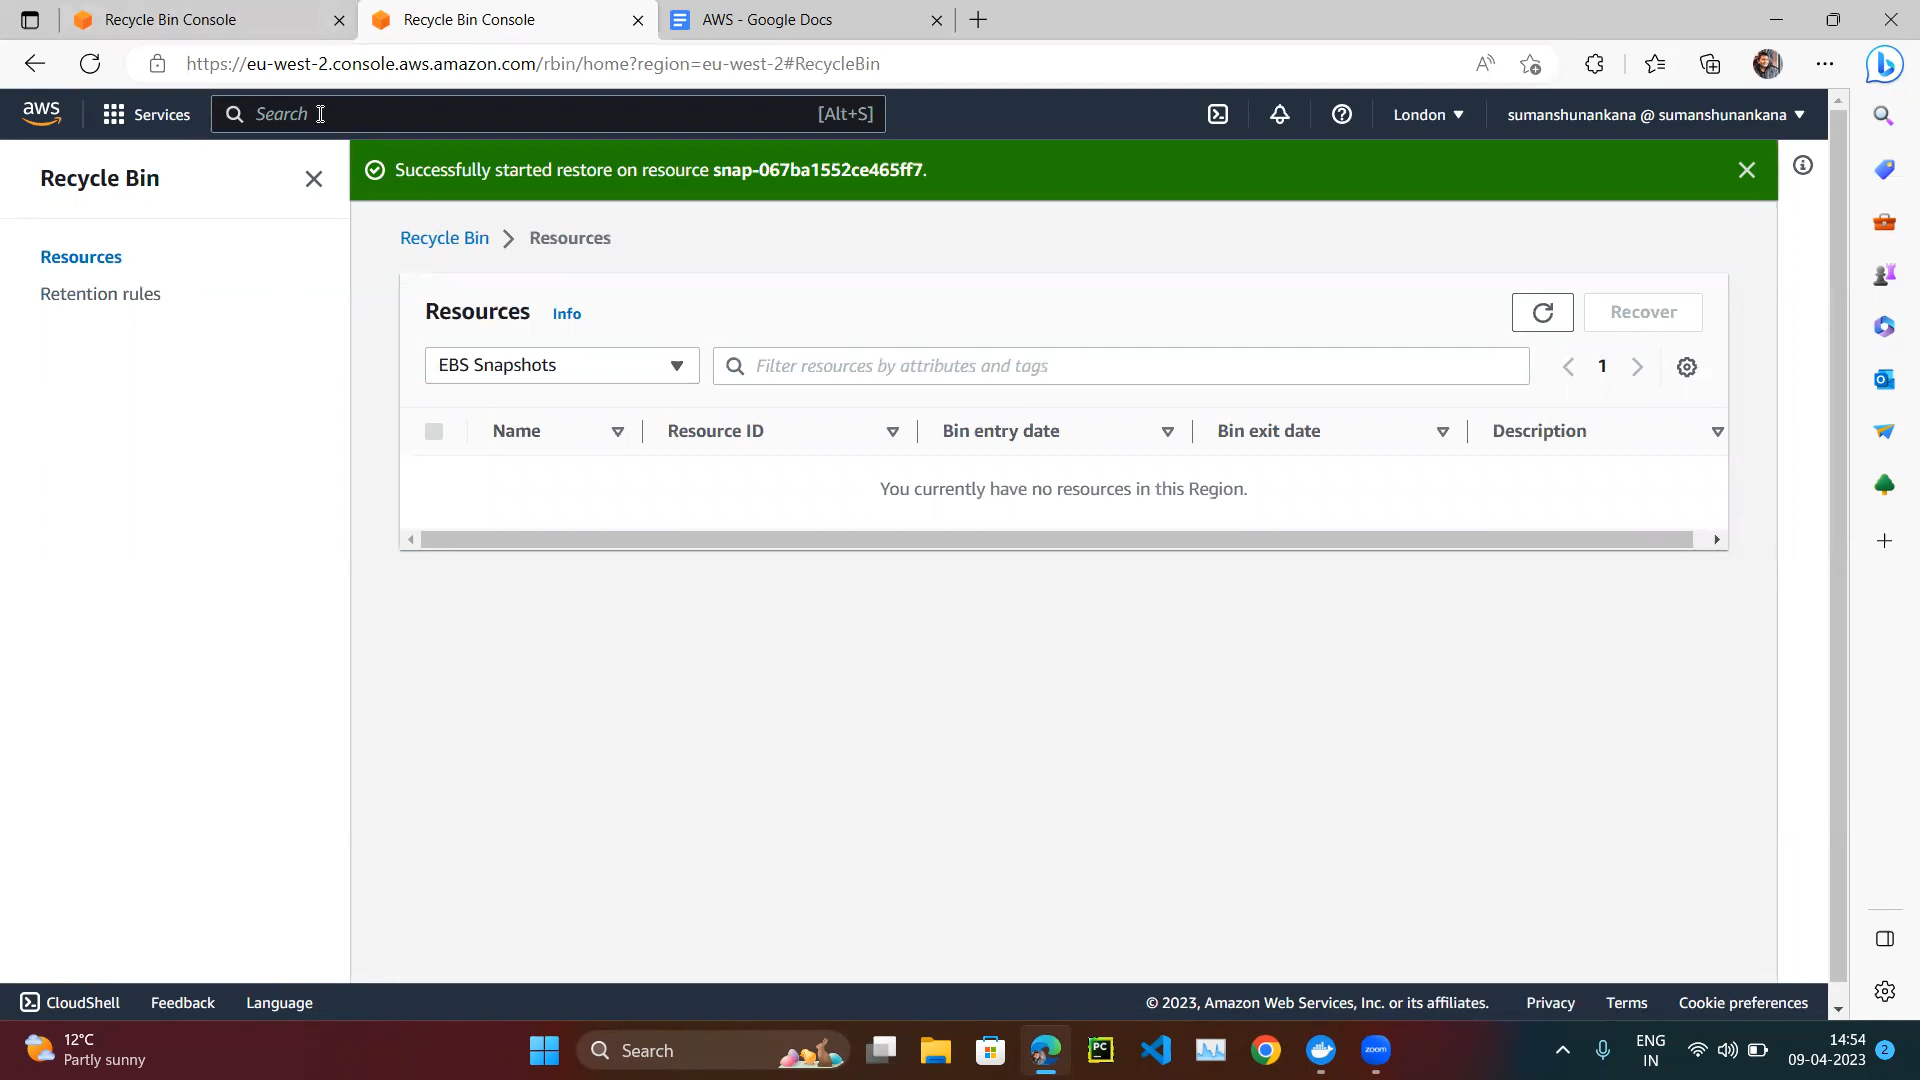 Recycle Bin Console
Recycle Bin Console
AWS - Google Docs
https://eu-west-2.console.aws.amazon.com/rbin/home?region=eu-west-2#RecycleBin
aws
Services
Search
[Alt+S]
London
sumanshunankana @ sumanshunankana
Recycle Bin
Successfully started restore on resource snap-067ba1552ce465ff7.
Resources
Retention rules
Recycle Bin
Resources
Resources
Info
Recover
EBS Snapshots
Filter resources by attributes and tags
1
Name
Resource ID
Bin entry date
Bin exit date
Description
You currently have no resources in this Region.
CloudShell
Feedback
Language
© 2023, Amazon Web Services, Inc. or its affiliates.
Privacy
Terms
Cookie preferences
12°C
Partly sunny
Search
PC
zoom
ENG
IN
14:54
09-04-2023
2